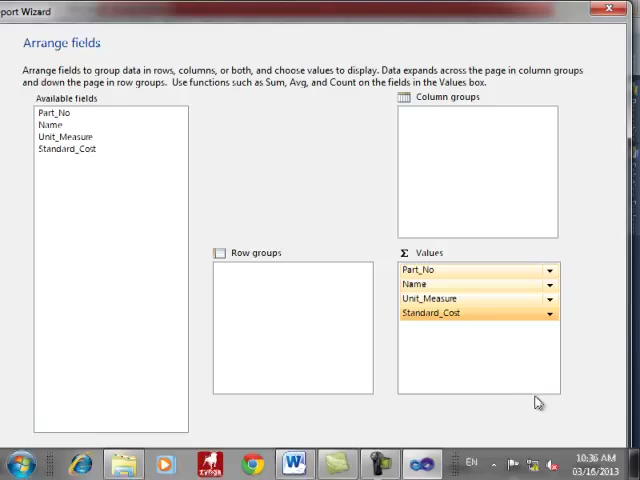 port Wizard
Arrange fields
Arrange fields to group data in rows, columns, or both, and choose values to display. Data expands across the page in column groups
and down the page in row groups. Use functions such as Sum, Avg, and Count on the fields in the Values box.
Available fields
Column groups
Part_No
Name
Unit_Measure
Standard_Cost
Row groups
Σ Values
Part_No
Name
Unit_Measure
Standard_Cost
EN
10:36 AM
03/16/2013